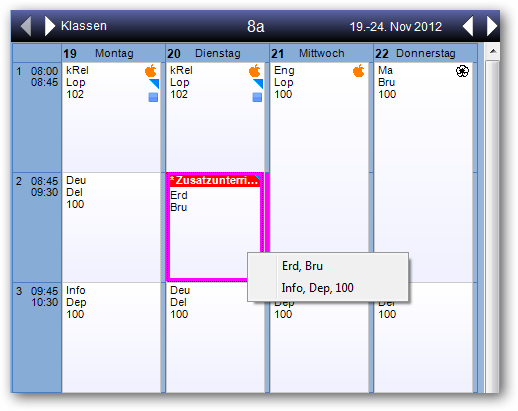 Klassen 8a 19.-24. Nov 2012
19 Montag 20 Dienstag 21 Mittwoch 22 Donnerstag
1 08:00 kRel kRel Eng Ma
08:45 Lop Lop Lop Bru
102 102 100 100
2 08:45 Deu * Zusatzunterri...
09:30 Del Erd
100 Bru
Erd, Bru
Info, Dep, 100
3 09:45 Info Deu
10:30 Dep Del Dep Del
100 100 100 100